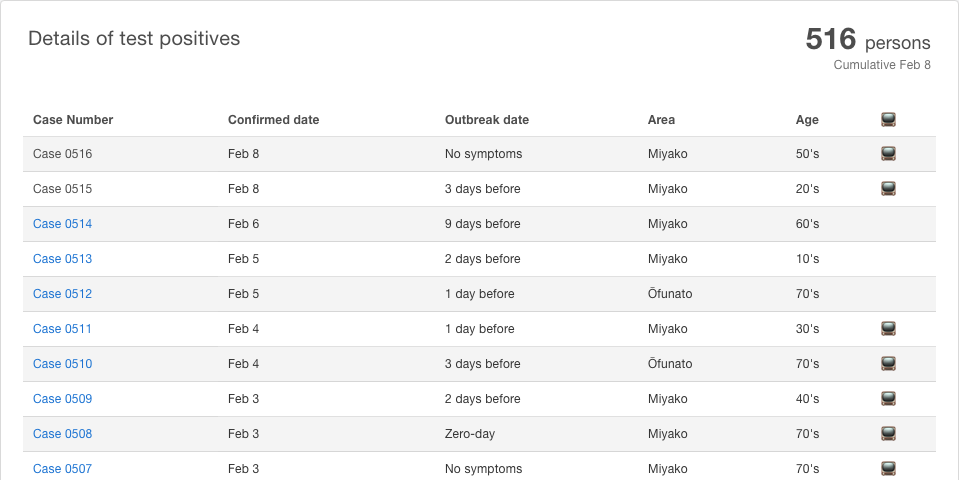 Details of test positives
516 persons
Cumulative Feb 8
Case Number Confirmed date Outbreak date Area Age
Case 0516 Feb 8 No symptoms Miyako 50's
Case 0515 Feb 8 3 days before Miyako 20's
Case 0514 Feb 6 9 days before Miyako 60's
Case 0513 Feb 5 2 days before Miyako 10's
Case 0512 Feb 5 1 day before Ōfunato 70's
Case 0511 Feb 4 1 day before Miyako 30's
Case 0510 Feb 4 3 days before Ōfunato 70's
Case 0509 Feb 3 2 days before Miyako 40's
Case 0508 Feb 3 Zero-day Miyako 70's
Case 0507 Feb 3 No symptoms Miyako 70's